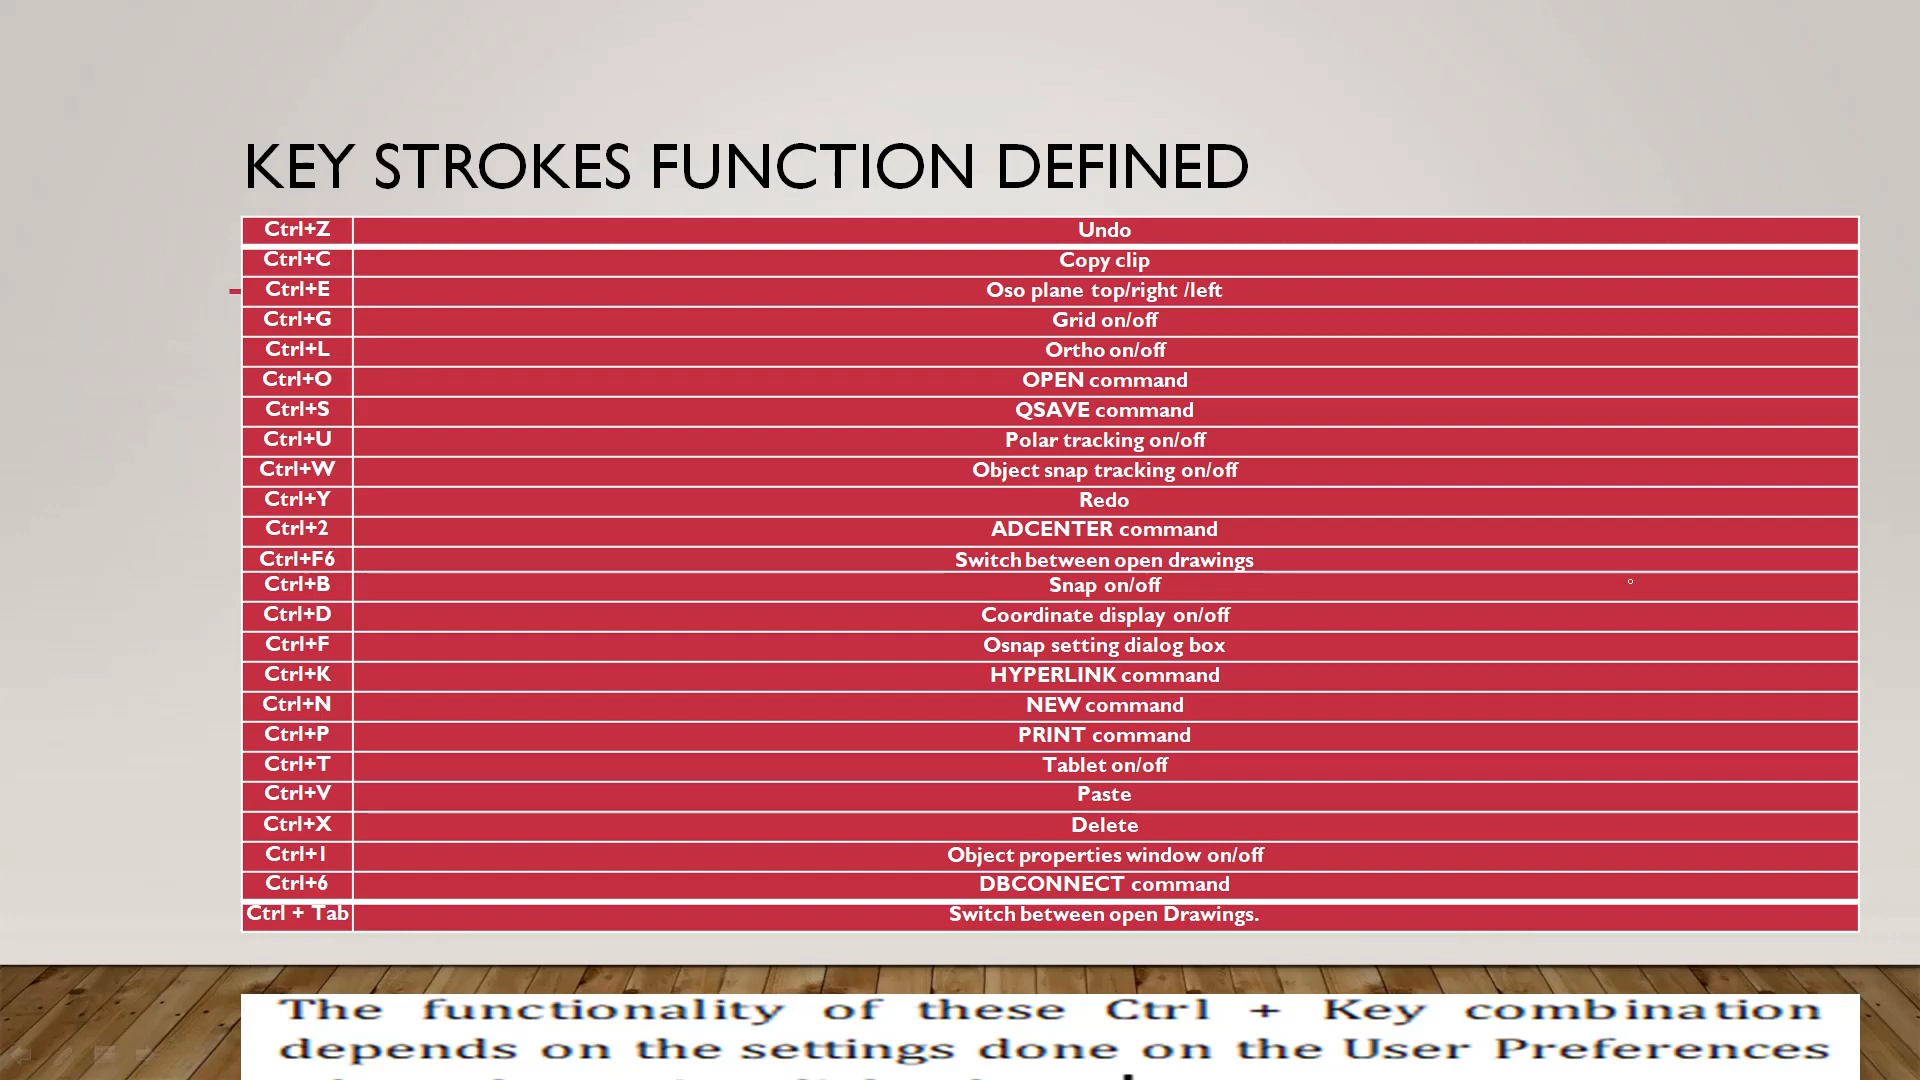 KEY STROKES FUNCTION DEFINED
Ctrl+Z Undo
Ctrl+C Copy clip
Ctrl+E Oso plane top/right /left
Ctrl+G Grid on/off
Ctrl+L Ortho on/off
Ctrl+O OPEN command
Ctrl+S QSAVE command
Ctrl+U Polar tracking on/off
Ctrl+W Object snap tracking on/off
Ctrl+Y Redo
Ctrl+2 ADCENTER command
Ctrl+F6 Switch between open drawings
Ctrl+B Snap on/off
Ctrl+D Coordinate display on/off
Ctrl+F Osnap setting dialog box
Ctrl+K HYPERLINK command
Ctrl+N NEW command
Ctrl+P PRINT command
Ctrl+T Tablet on/off
Ctrl+V Paste
Ctrl+X Delete
Ctrl+1 Object properties window on/off
Ctrl+6 DBCONNECT command
Ctrl + Tab Switch between open Drawings.
The functionality of these Ctrl + Key combination
depends on the settings done on the User Preferences